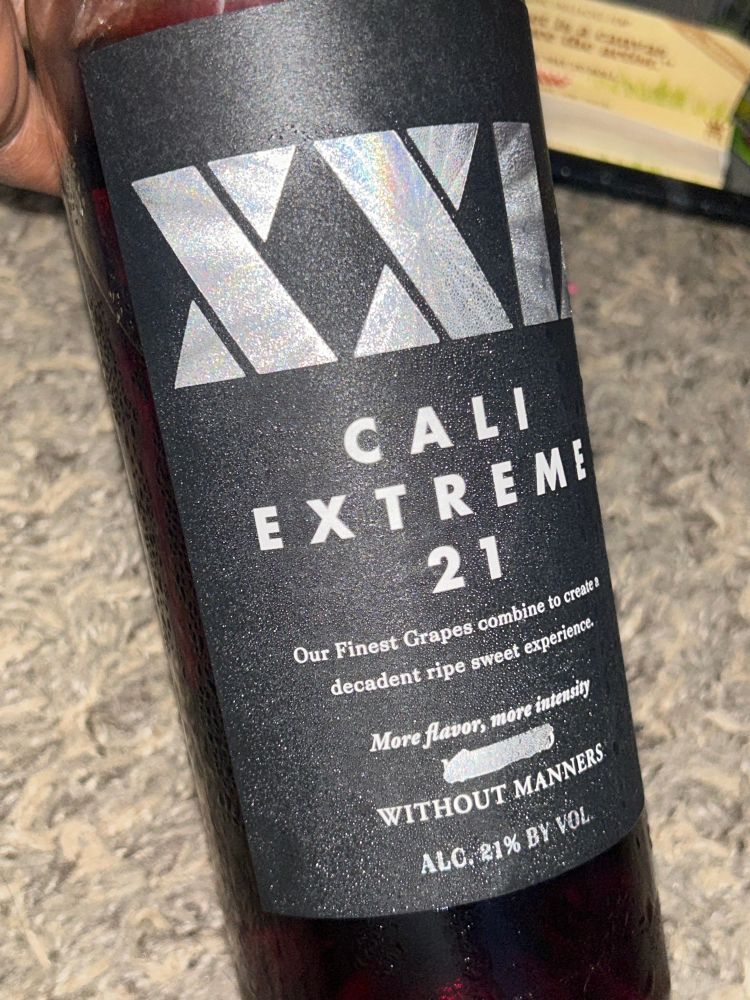 XXI
CALI
EXTREME
21
Our Finest Grapes combine to create a
decadent ripe sweet experience.
More flavor, more intensity
WITHOUT MANNERS
ALC. 21% BY VOL.